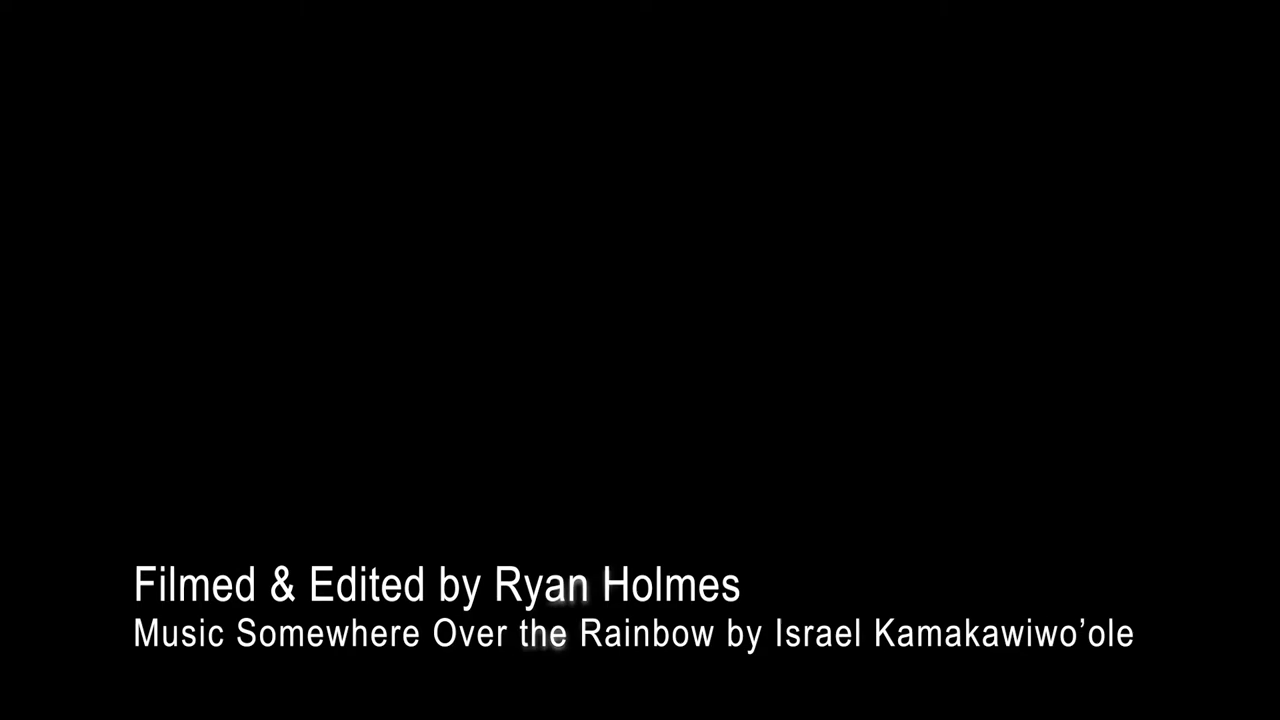 Filmed & Edited by Ryan Holmes
Music Somewhere Over the Rainbow by Israel Kamakawiwo’ole